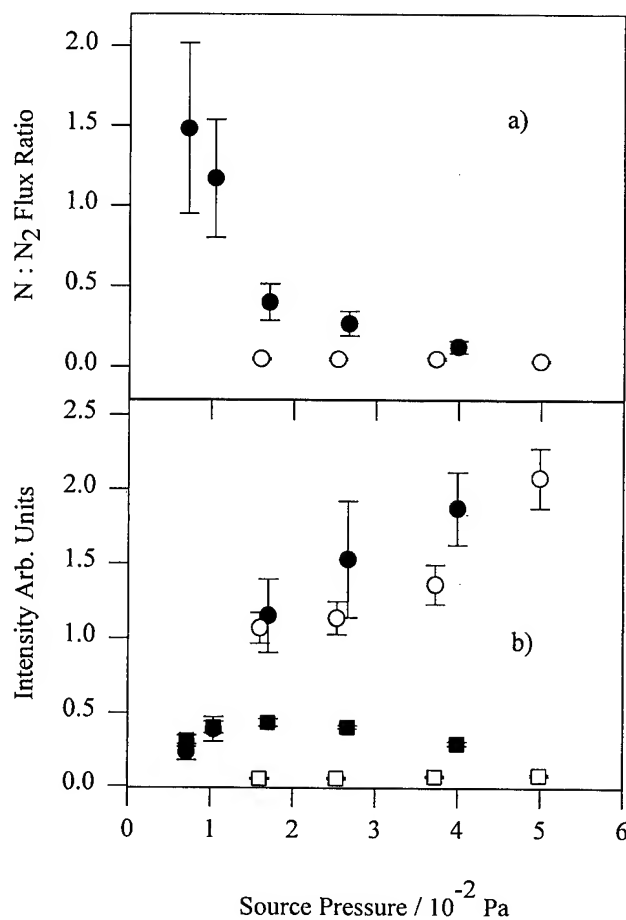 2.0
1.5
1.0
0.5
0.0
N : N₂ Flux Ratio
a)
2.5
2.0
1.5
1.0
0.5
0.0
Intensity Arb. Units
b)
0 1 2 3 4 5 6
Source Pressure / 10⁻² Pa